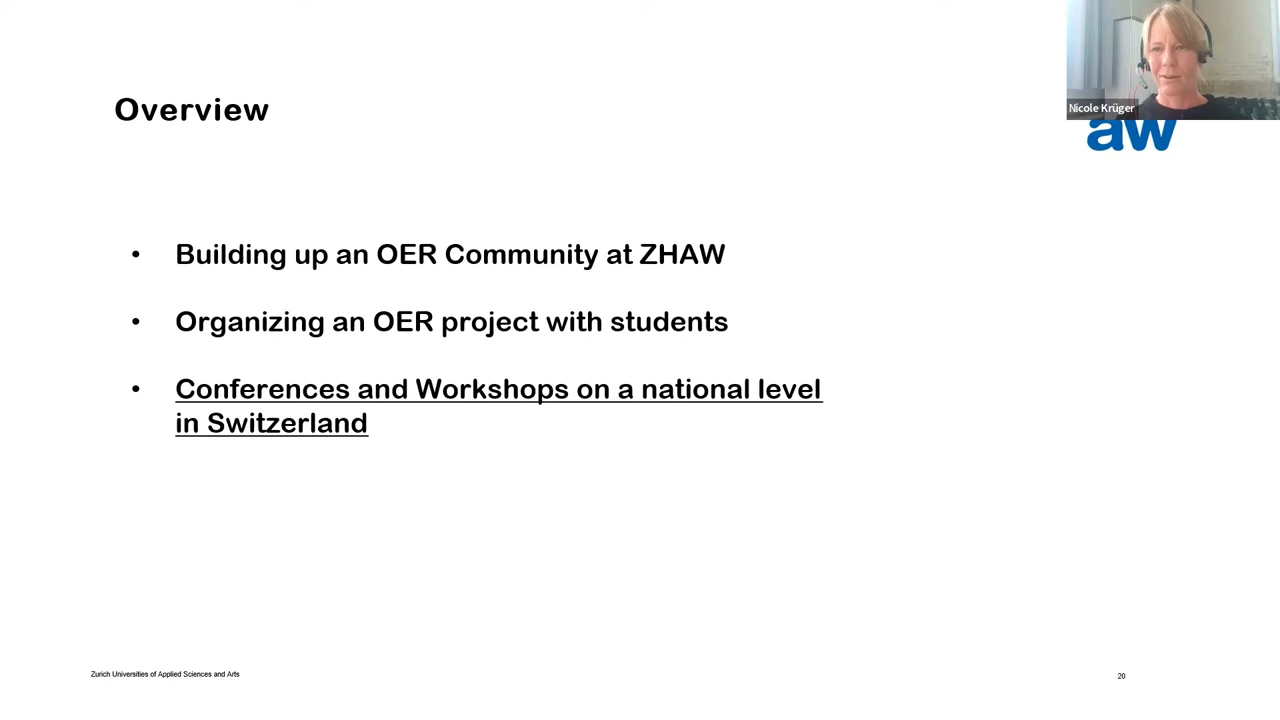 Nicole Krüger
aw
Overview
• Building up an OER Community at ZHAW
• Organizing an OER project with students
• Conferences and Workshops on a national level
in Switzerland
Zurich Universities of Applied Sciences and Arts
20